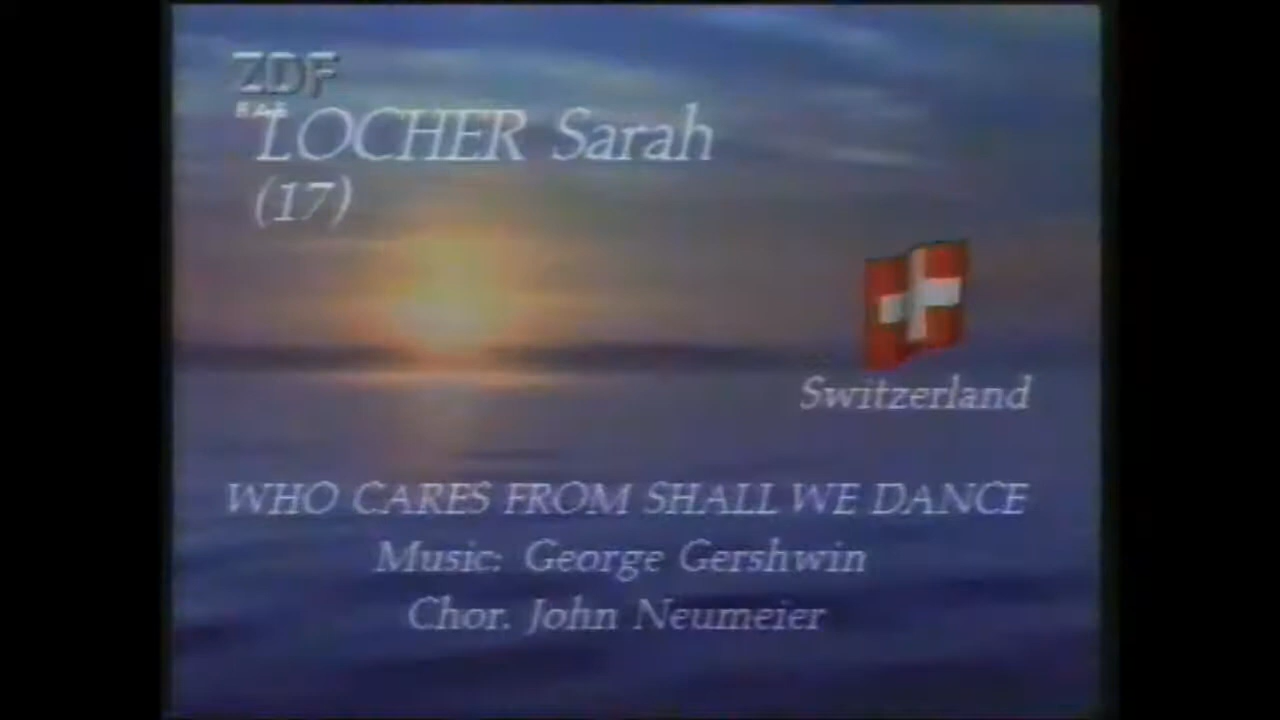 ZDF
LOCHER Sarah
(17)
Switzerland
WHO CARES FROM SHALL WE DANCE
Music: George Gershwin
Chor. John Neumeier